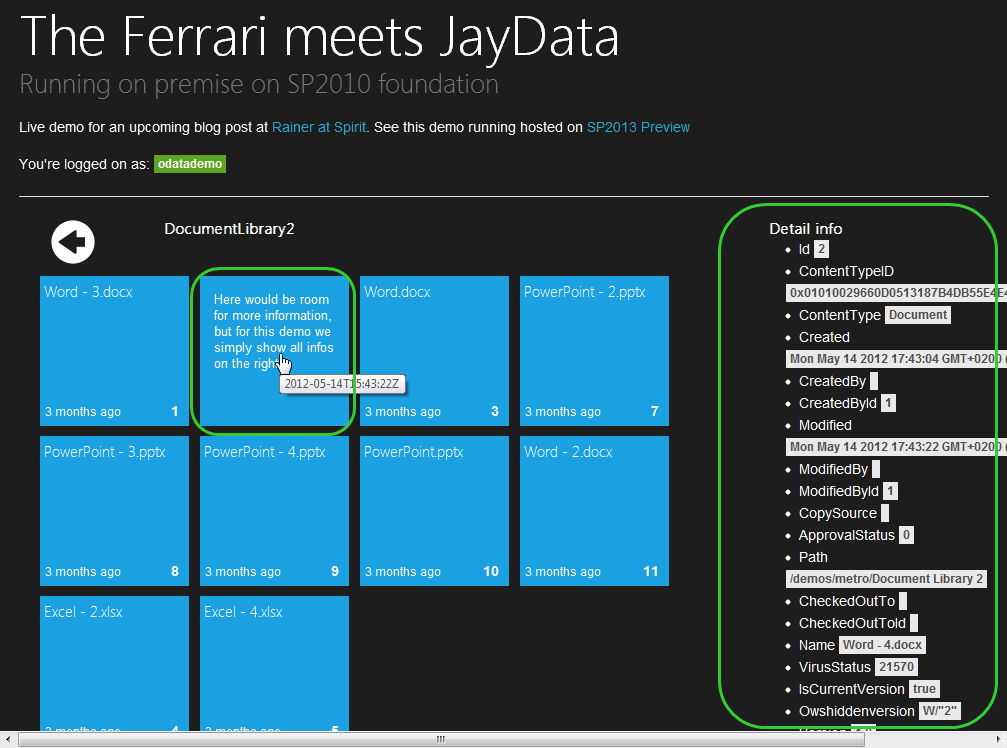 The Ferrari meets JayData
Running on premise on SP2010 foundation
Live demo for an upcoming blog post at Rainer at Spirit. See this demo running hosted on SP2013 Preview
You're logged on as: odatademo
DocumentLibrary2
Word - 3.docx
3 months ago 1
Here would be room
for more information,
but for this demo we
simply show all infos
on the right
2012-05-14T15:43:22Z
Word.docx
3 months ago 3
PowerPoint - 2.pptx
3 months ago 7
PowerPoint - 3.pptx
3 months ago 8
PowerPoint - 4.pptx
3 months ago 9
PowerPoint.pptx
3 months ago 10
Word - 2.docx
3 months ago 11
Excel - 2.xlsx
3 months ago 4
Excel - 4.xlsx
3 months ago 5
Detail info
Id 2
ContentTypeID
0x01010029660D0513187B4DB55E4E4
ContentType Document
Created
Mon May 14 2012 17:43:04 GMT+0200 (
CreatedBy
CreatedById 1
Modified
Mon May 14 2012 17:43:22 GMT+0200 (
ModifiedBy
ModifiedById 1
CopySource
ApprovalStatus 0
Path
/demos/metro/Document Library 2
CheckedOutTo
CheckedOutToId
Name Word - 4.docx
VirusStatus 21570
IsCurrentVersion true
Owshiddenversion W/"2"
Version